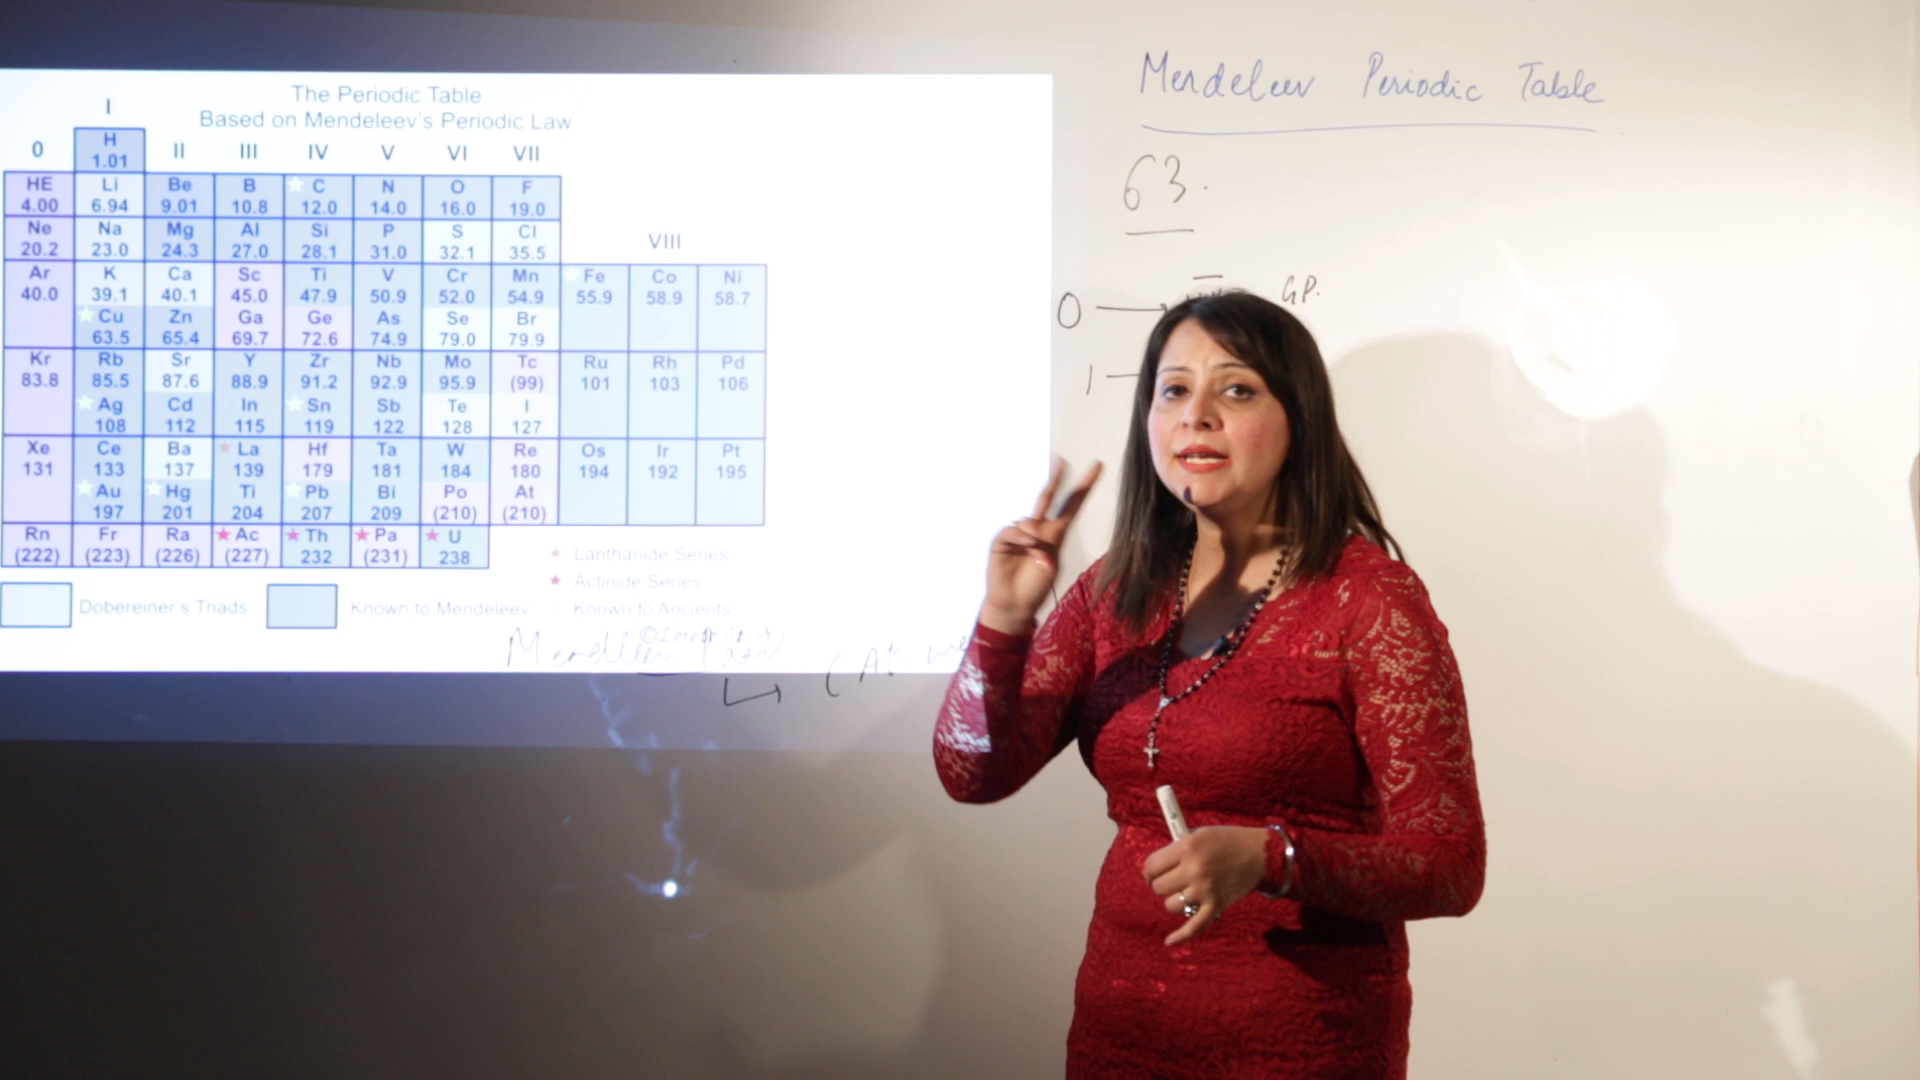 The Periodic Table
Based on Mendeleev's Periodic Law
I
0 II III IV V VI VII
H
1.01
HE Li Be B C N O F
4.00 6.94 9.01 10.8 12.0 14.0 16.0 19.0
Ne Na Mg Al Si P S Cl
20.2 23.0 24.3 27.0 28.1 31.0 32.1 35.5
VIII
Ar K Ca Sc Ti V Cr Mn Fe Co Ni
40.0 39.1 40.1 45.0 47.9 50.9 52.0 54.9 55.9 58.9 58.7
Cu Zn Ga Ge As Se Br
63.5 65.4 69.7 72.6 74.9 79.0 79.9
Kr Rb Sr Y Zr Nb Mo Tc Ru Rh Pd
83.8 85.5 87.6 88.9 91.2 92.9 95.9 (99) 101 103 106
Ag Cd In Sn Sb Te I
108 112 115 119 122 128 127
Xe Ce Ba La Hf Ta W Re Os Ir Pt
131 133 137 139 179 181 184 180 194 192 195
Au Hg Ti Pb Bi Po At
197 201 204 207 209 (210) (210)
Rn Fr Ra Ac Th Pa U
(222) (223) (226) (227) 232 (231) 238
Lanthanide Series
Actinide Series
Dobereiner's Triads Known to Mendeleev Known to Ancients
(At.
Mendeleev Periodic Table
63.
0 GP.
1